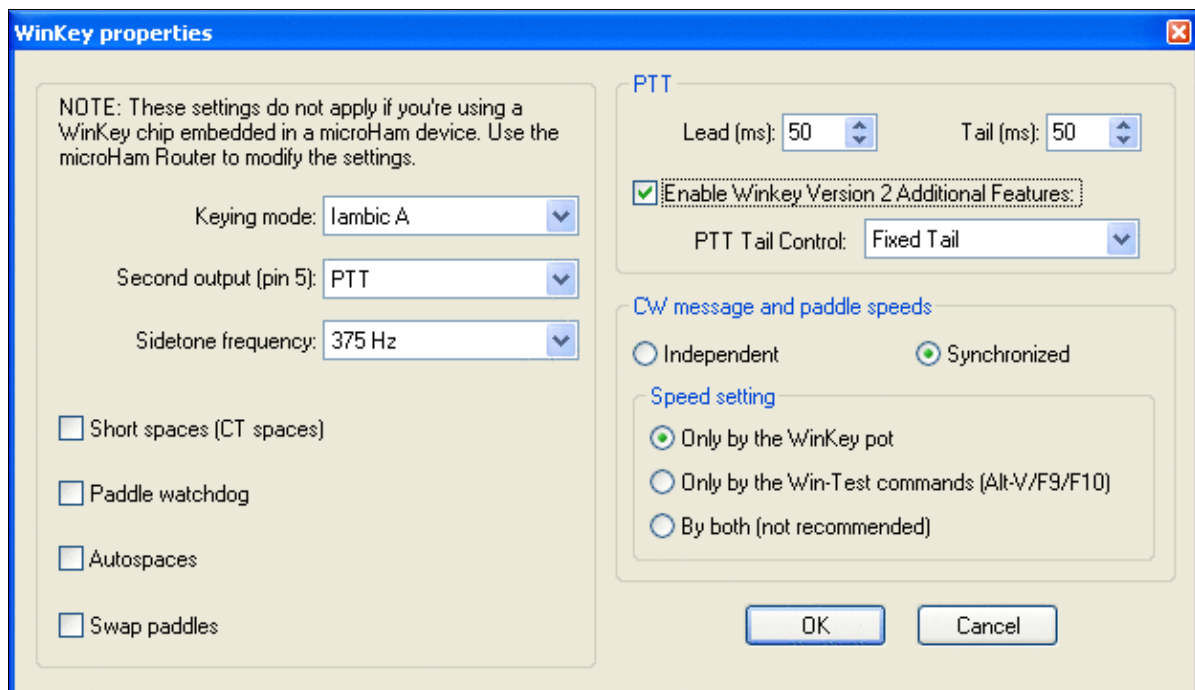 WinKey properties
NOTE: These settings do not apply if you're using a
WinKey chip embedded in a microHam device. Use the
microHam Router to modify the settings.
Keying mode: Iambic A
Second output (pin 5): PTT
Sidetone frequency: 375 Hz
Short spaces (CT spaces)
Paddle watchdog
Autospaces
Swap paddles
PTT
Lead (ms): 50 Tail (ms): 50
Enable Winkey Version 2 Additional Features:
PTT Tail Control: Fixed Tail
CW message and paddle speeds
Independent Synchronized
Speed setting
Only by the WinKey pot
Only by the Win-Test commands (Alt-V/F9/F10)
By both (not recommended)
OK Cancel